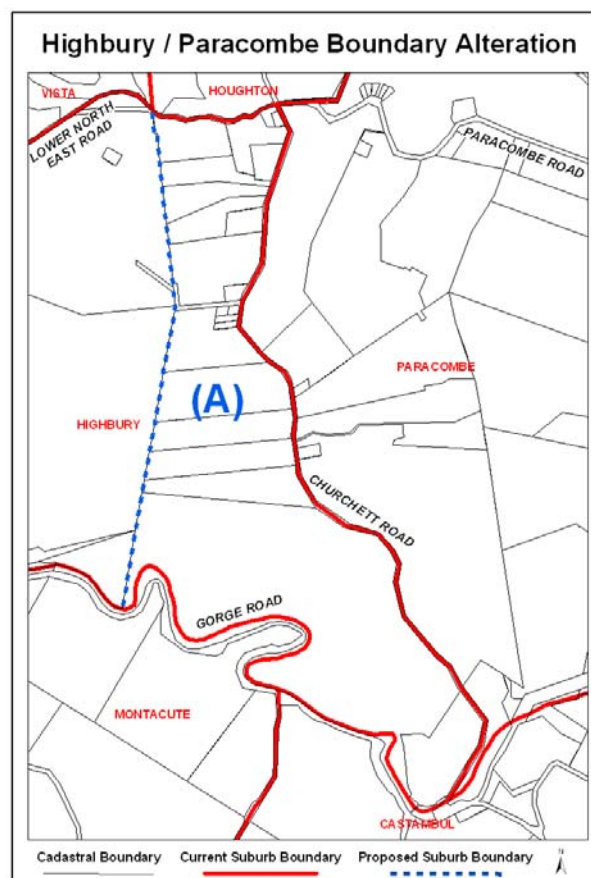 Highbury / Paracombe Boundary Alteration
VISTA
HOUGHTON
LOWER NORTH
EAST ROAD
PARACOMBE ROAD
PARACOMBE
(A)
HIGHBURY
CHURCHETT ROAD
GORGE ROAD
MONTACUTE
CASTAMBUL
Cadastral Boundary Current Suburb Boundary Proposed Suburb Boundary N